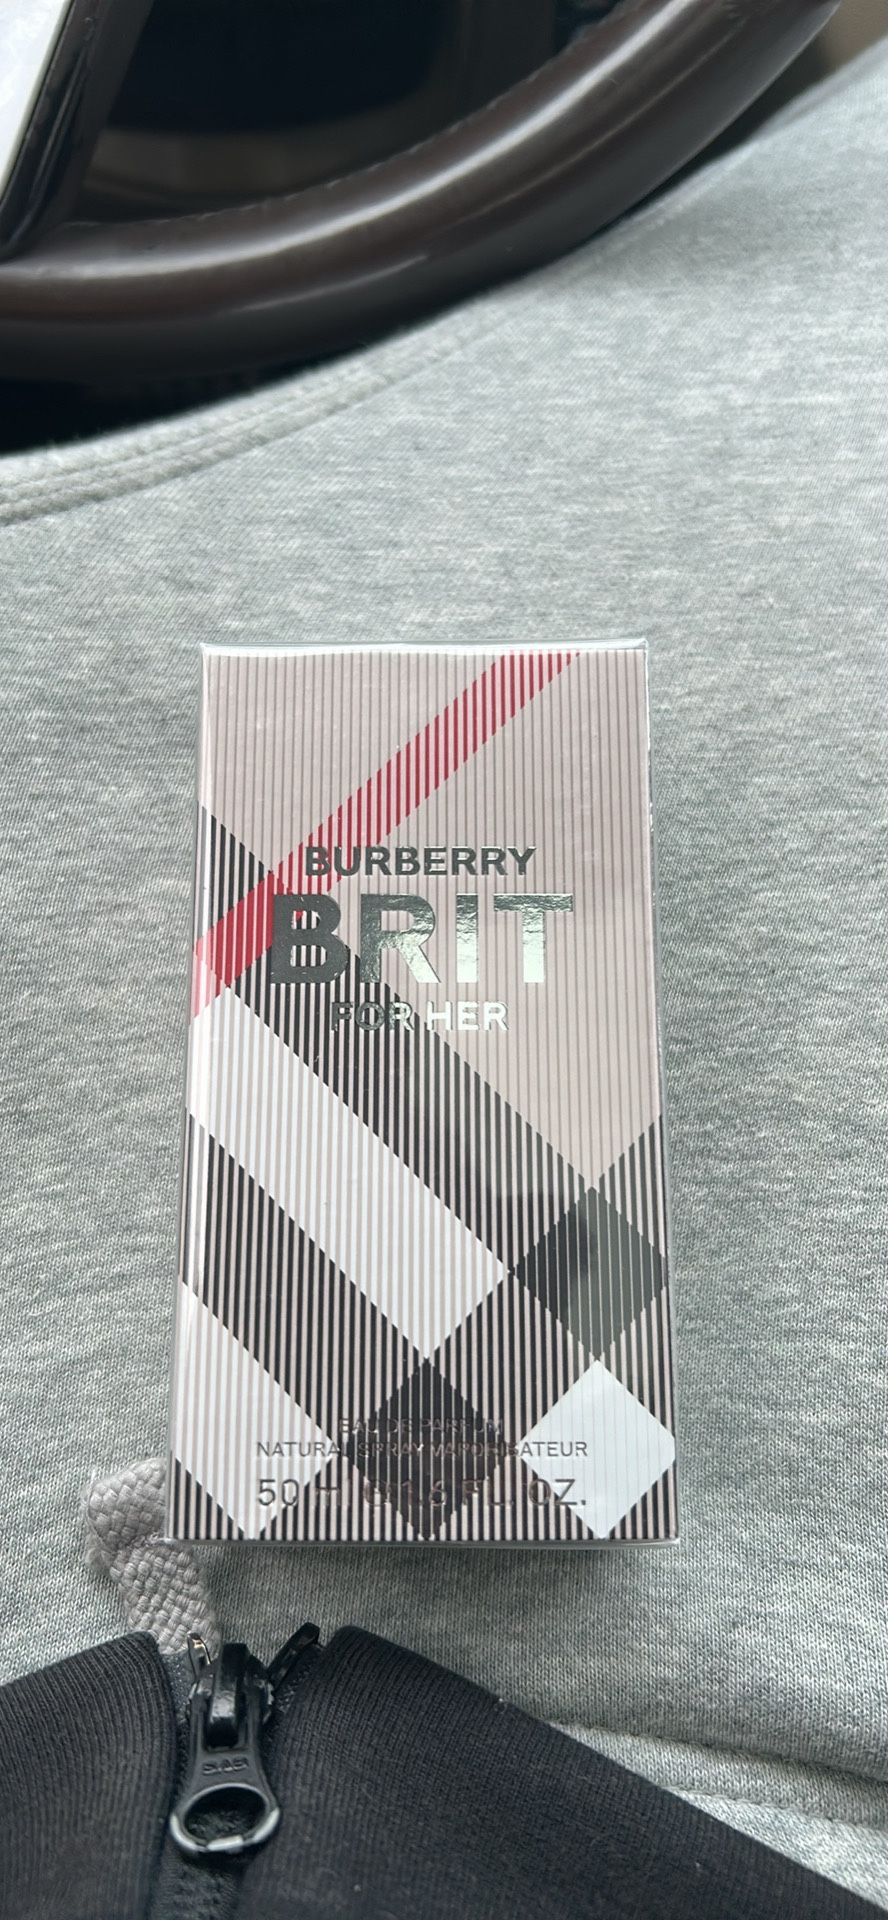 BURBERRY
BRIT
FOR HER
EAU DE PARFUM
NATURAL SPRAY VAPORISATEUR
50 ml ℮ 1.6 FL. OZ.